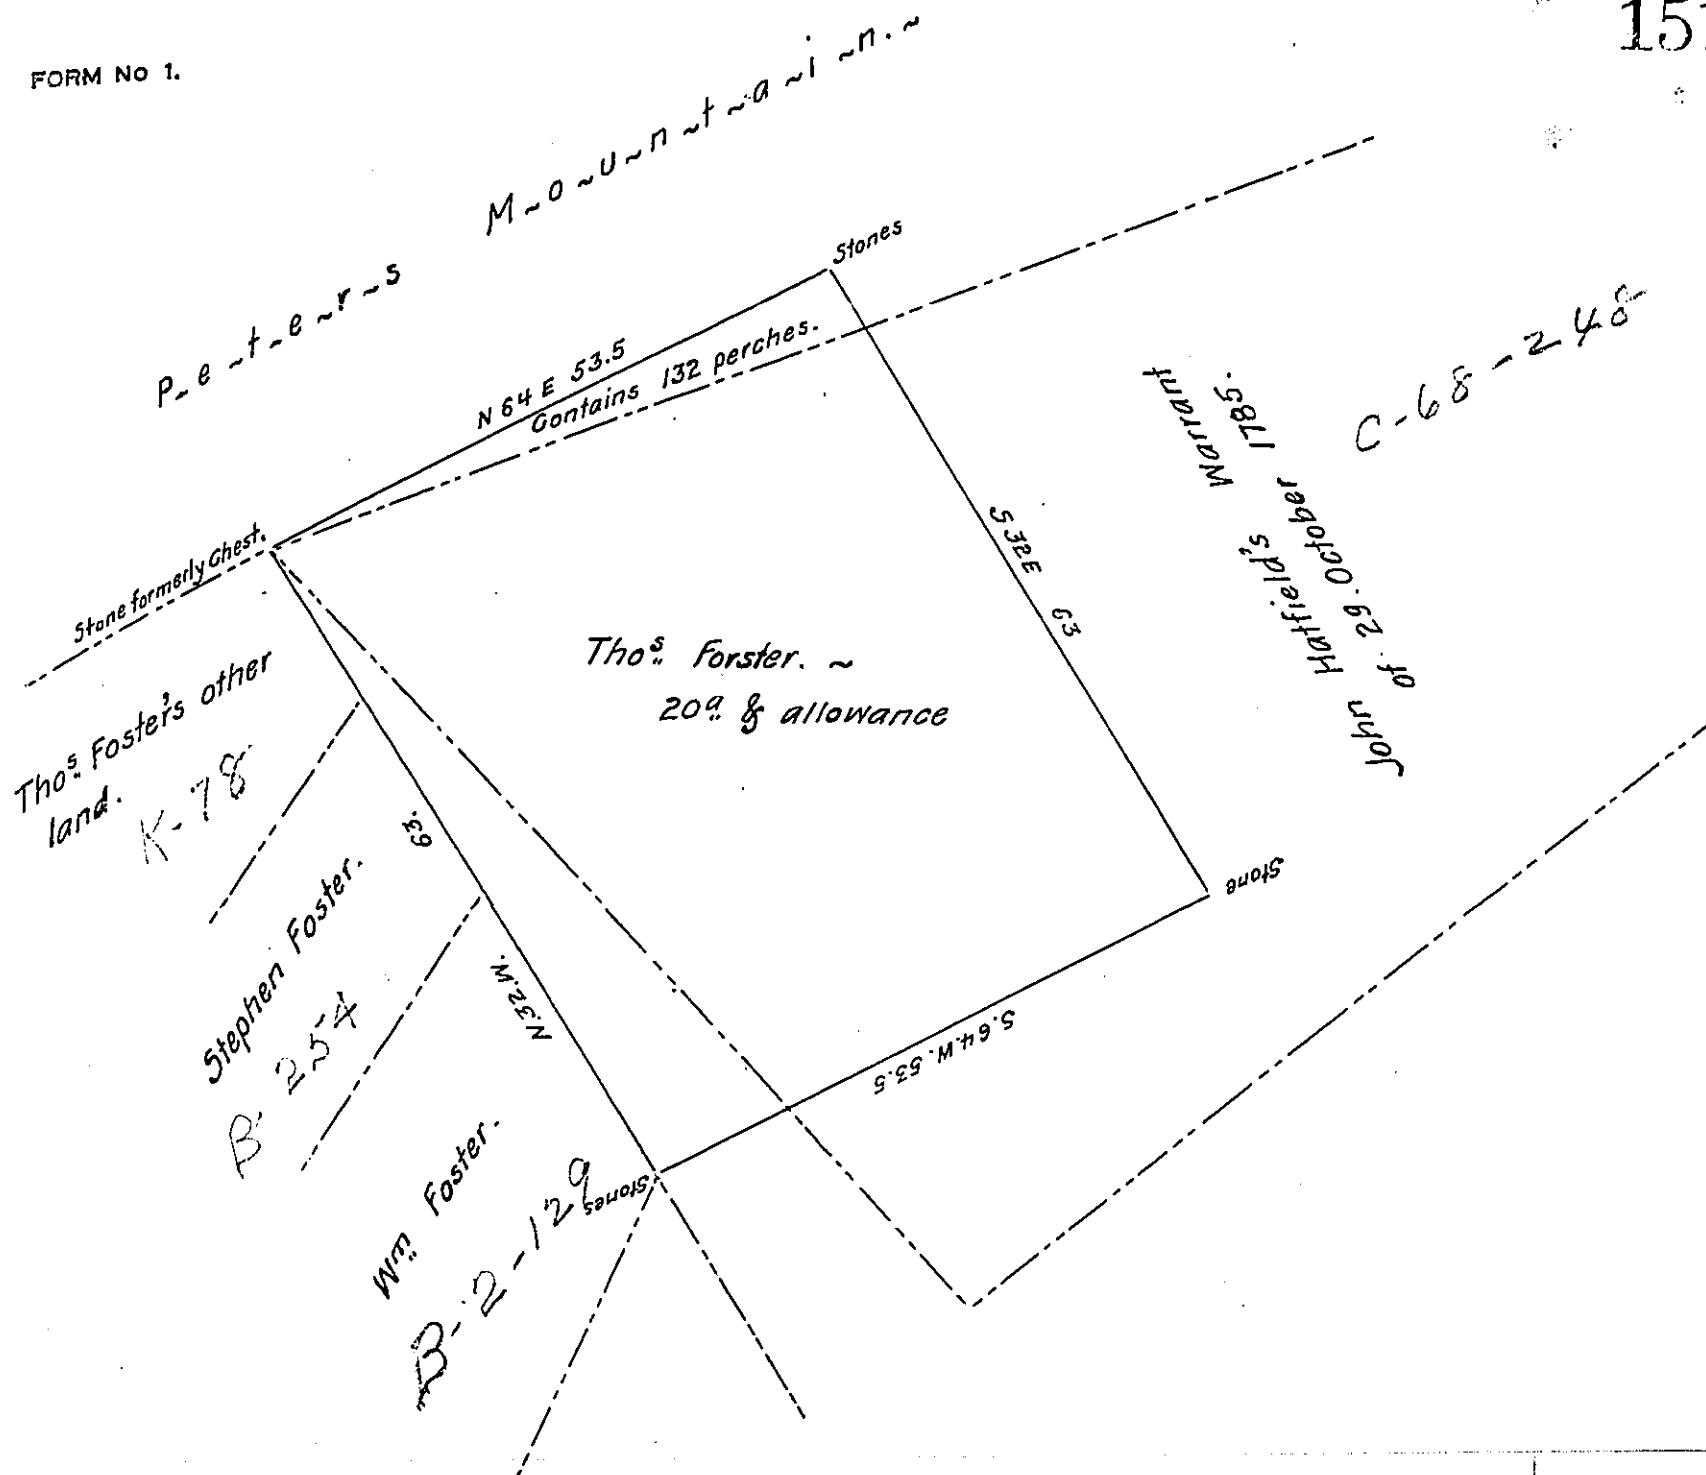 FORM No 1.
P~e~t~e~r~s M~o~u~n~t~a~i~n.~
Stones
N 64 E 53.5
Contains 132 perches.
Stone formerly Chest.
C-68-248
John Hatfield's Warrant
of 29. October 1785.
S 32 E 63
Thos. Forster. ~
20a. & allowance
Thos. Foster's other
land.
K-78
63.
N.32.W.
Stone
S.64.W. 53.5
Stephen Foster.
B 254
Wm. Foster.
B-2-129
Stones